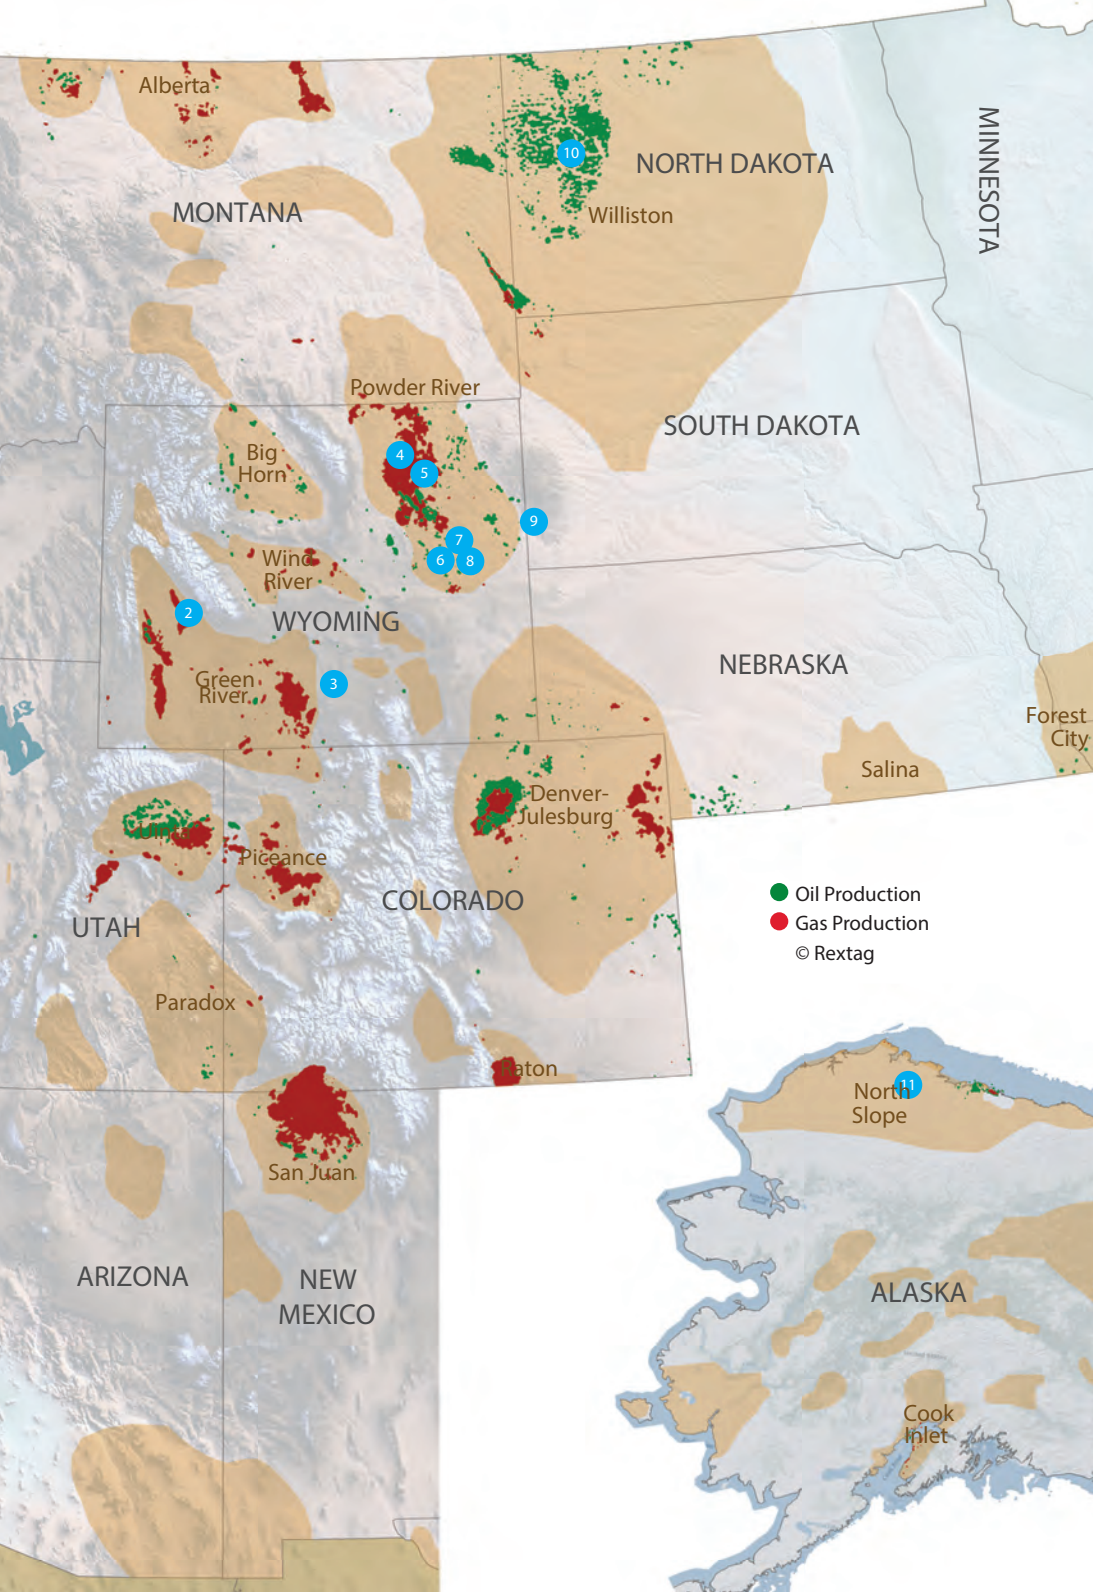 Alberta
MONTANA
10
NORTH DAKOTA
Williston
MINNESOTA
Powder River
SOUTH DAKOTA
Big
Horn
4
5
9
7
6
8
Wind
River
2
WYOMING
Green
River
3
NEBRASKA
Forest
City
Salina
Denver-
Julesburg
Uinta
Piceance
COLORADO
UTAH
Oil Production
Gas Production
© Rextag
Paradox
Raton
San Juan
ARIZONA
NEW
MEXICO
11
North
Slope
ALASKA
Cook
Inlet